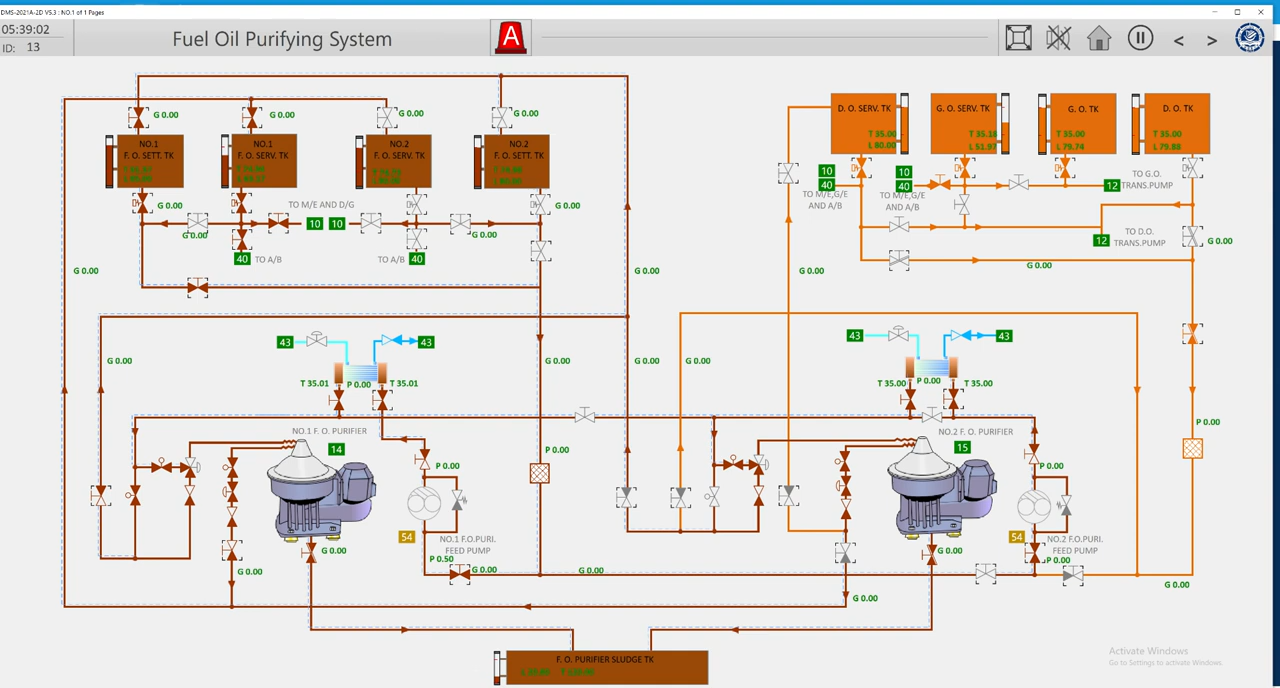 DMS-2021A-2D V5.3 : NO.1 of 1 Pages
05:39:02
ID: 13
Fuel Oil Purifying System
A
< >
G 0.00 G 0.00 G 0.00 G 0.00
NO.1
F. O. SETT. TK
NO.1
F. O. SERV. TK
NO.2
F. O. SERV. TK
NO.2
F. O. SETT. TK
D. O. SERV. TK
T 35.00
L 80.00
G. O. SERV. TK
T 35.18
L 51.97
G. O. TK
T 35.00
L 79.74
D. O. TK
T 35.00
L 79.88
G 0.00 G 0.00
TO M/E AND D/G
10 10
G 0.00 G 0.00
40 TO A/B
TO A/B 40
10
40
TO M/E,G/E
AND A/B
10
40
TO M/E,G/E
AND A/B
12
TO G.O.
TRANS.PUMP
12
TO D.O.
TRANS.PUMP
G 0.00
G 0.00 G 0.00 G 0.00 G 0.00
43 43
43 43
G 0.00 G 0.00 G 0.00 G 0.00
T 35.01 P 0.00 T 35.01
T 35.00 P 0.00 T 35.00
P 0.00
NO.1 F. O. PURIFIER
14
NO.2 F. O. PURIFIER
15
P 0.00 P 0.00 P 0.00
54
NO.1 F.O.PURI.
FEED PUMP
54
NO.2 F.O.PURI.
FEED PUMP
G 0.00 P 0.50 G 0.00 P 0.00
G 0.00 G 0.00 G 0.00 G 0.00
G 0.00
F. O. PURIFIER SLUDGE TK
Activate Windows
Go to Settings to activate Windows.